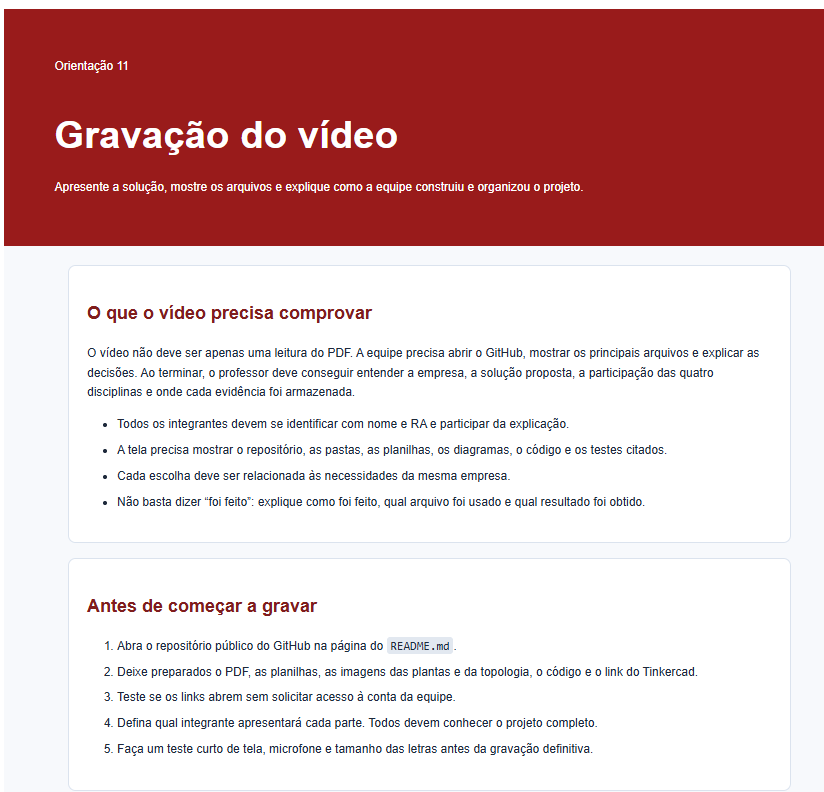 Orientação 11
Gravação do vídeo
Apresente a solução, mostre os arquivos e explique como a equipe construiu e organizou o projeto.
O que o vídeo precisa comprovar
O vídeo não deve ser apenas uma leitura do PDF. A equipe precisa abrir o GitHub, mostrar os principais arquivos e explicar as
decisões. Ao terminar, o professor deve conseguir entender a empresa, a solução proposta, a participação das quatro
disciplinas e onde cada evidência foi armazenada.
• Todos os integrantes devem se identificar com nome e RA e participar da explicação.
• A tela precisa mostrar o repositório, as pastas, as planilhas, os diagramas, o código e os testes citados.
• Cada escolha deve ser relacionada às necessidades da mesma empresa.
• Não basta dizer “foi feito”: explique como foi feito, qual arquivo foi usado e qual resultado foi obtido.
Antes de começar a gravar
1. Abra o repositório público do GitHub na página do README.md.
2. Deixe preparados o PDF, as planilhas, as imagens das plantas e da topologia, o código e o link do Tinkercad.
3. Teste se os links abrem sem solicitar acesso à conta da equipe.
4. Defina qual integrante apresentará cada parte. Todos devem conhecer o projeto completo.
5. Faça um teste curto de tela, microfone e tamanho das letras antes da gravação definitiva.